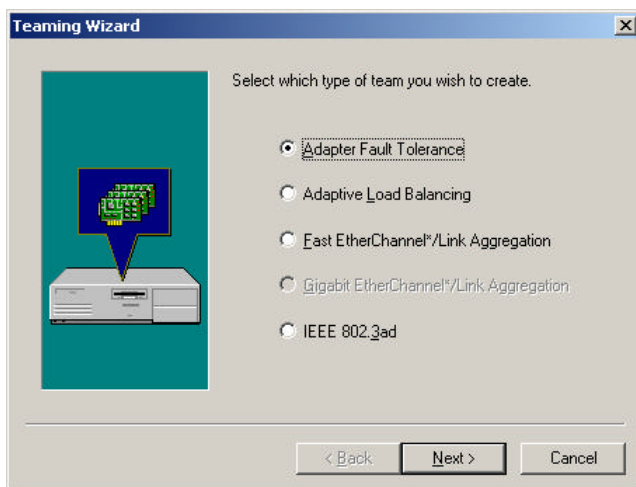 Teaming Wizard
Select which type of team you wish to create.
Adapter Fault Tolerance
Adaptive Load Balancing
Fast EtherChannel*/Link Aggregation
Gigabit EtherChannel*/Link Aggregation
IEEE 802.3ad
< Back
Next >
Cancel